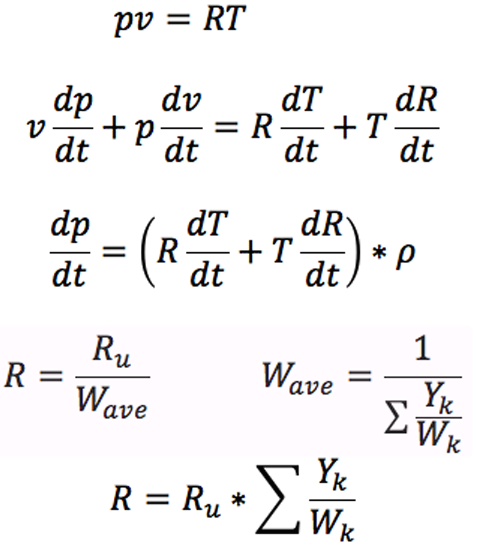 pv = RT
v dp/dt + p dv/dt = R dT/dt + T dR/dt
dp/dt = (R dT/dt + T dR/dt) * ρ
R = R_u / W_ave    W_ave = 1 / (∑ Y_k / W_k)
R = R_u * ∑ Y_k / W_k